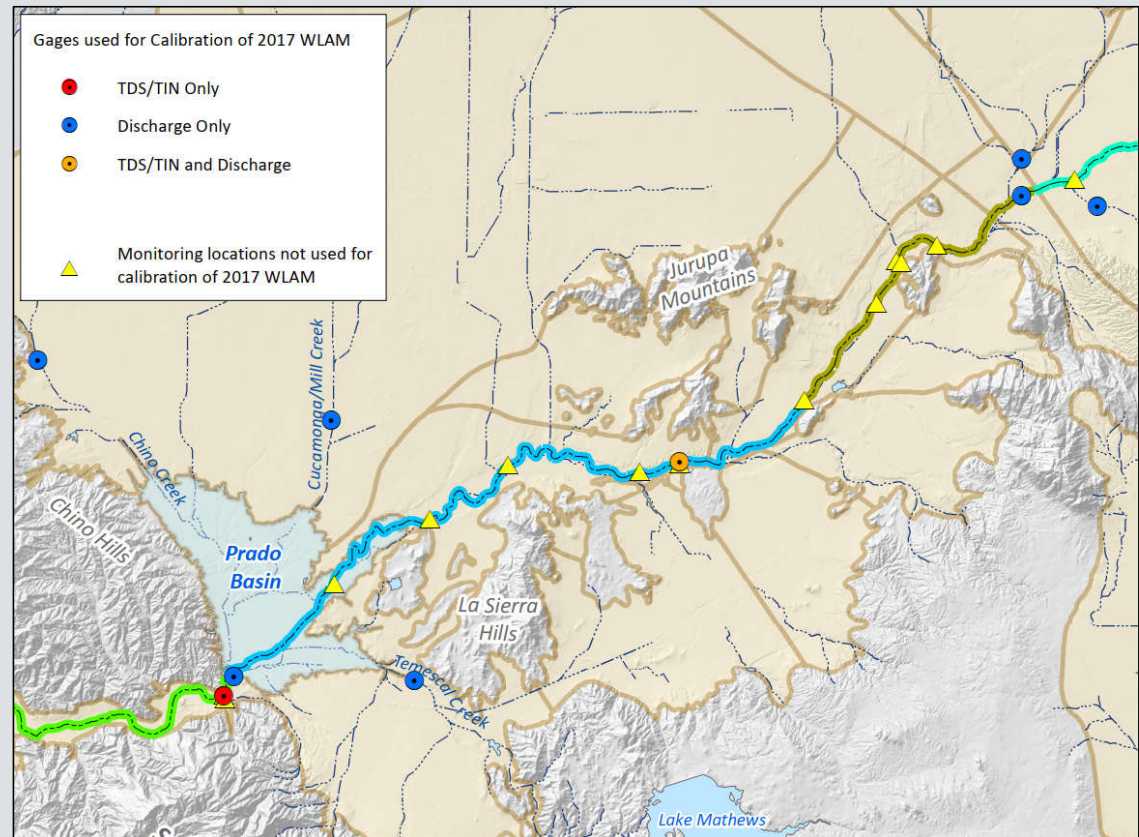 Gages used for Calibration of 2017 WLAM
TDS/TIN Only
Discharge Only
TDS/TIN and Discharge
Monitoring locations not used for
calibration of 2017 WLAM
Jurupa
Mountains
Cucamonga/Mill Creek
Chino Creek
Chino Hills
Prado
Basin
La Sierra
Hills
Temescal Creek
Lake Mathews
S